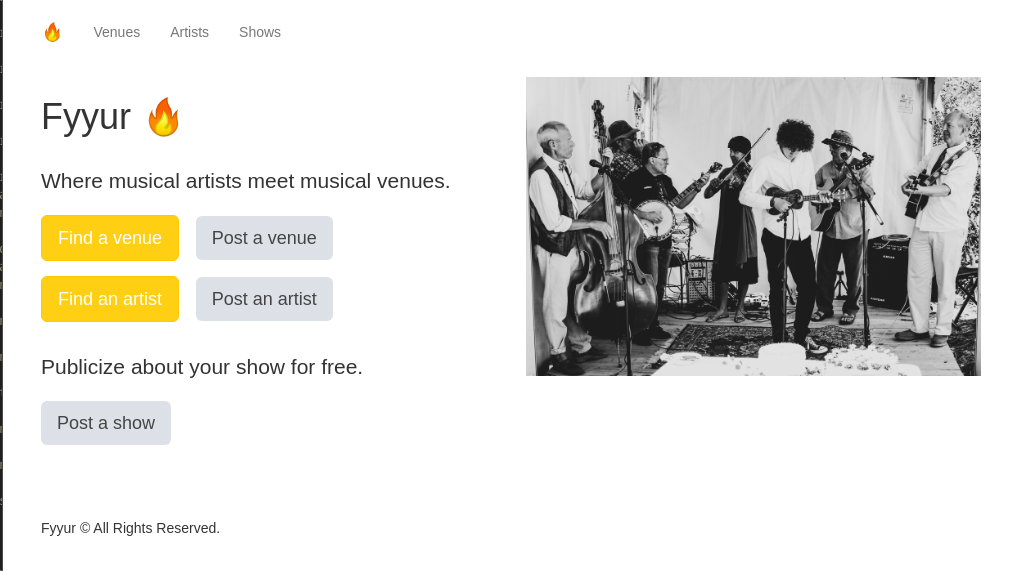 Venues Artists Shows
Fyyur 🔥
Where musical artists meet musical venues.
Find a venue Post a venue
Find an artist Post an artist
Publicize about your show for free.
Post a show
Fyyur © All Rights Reserved.